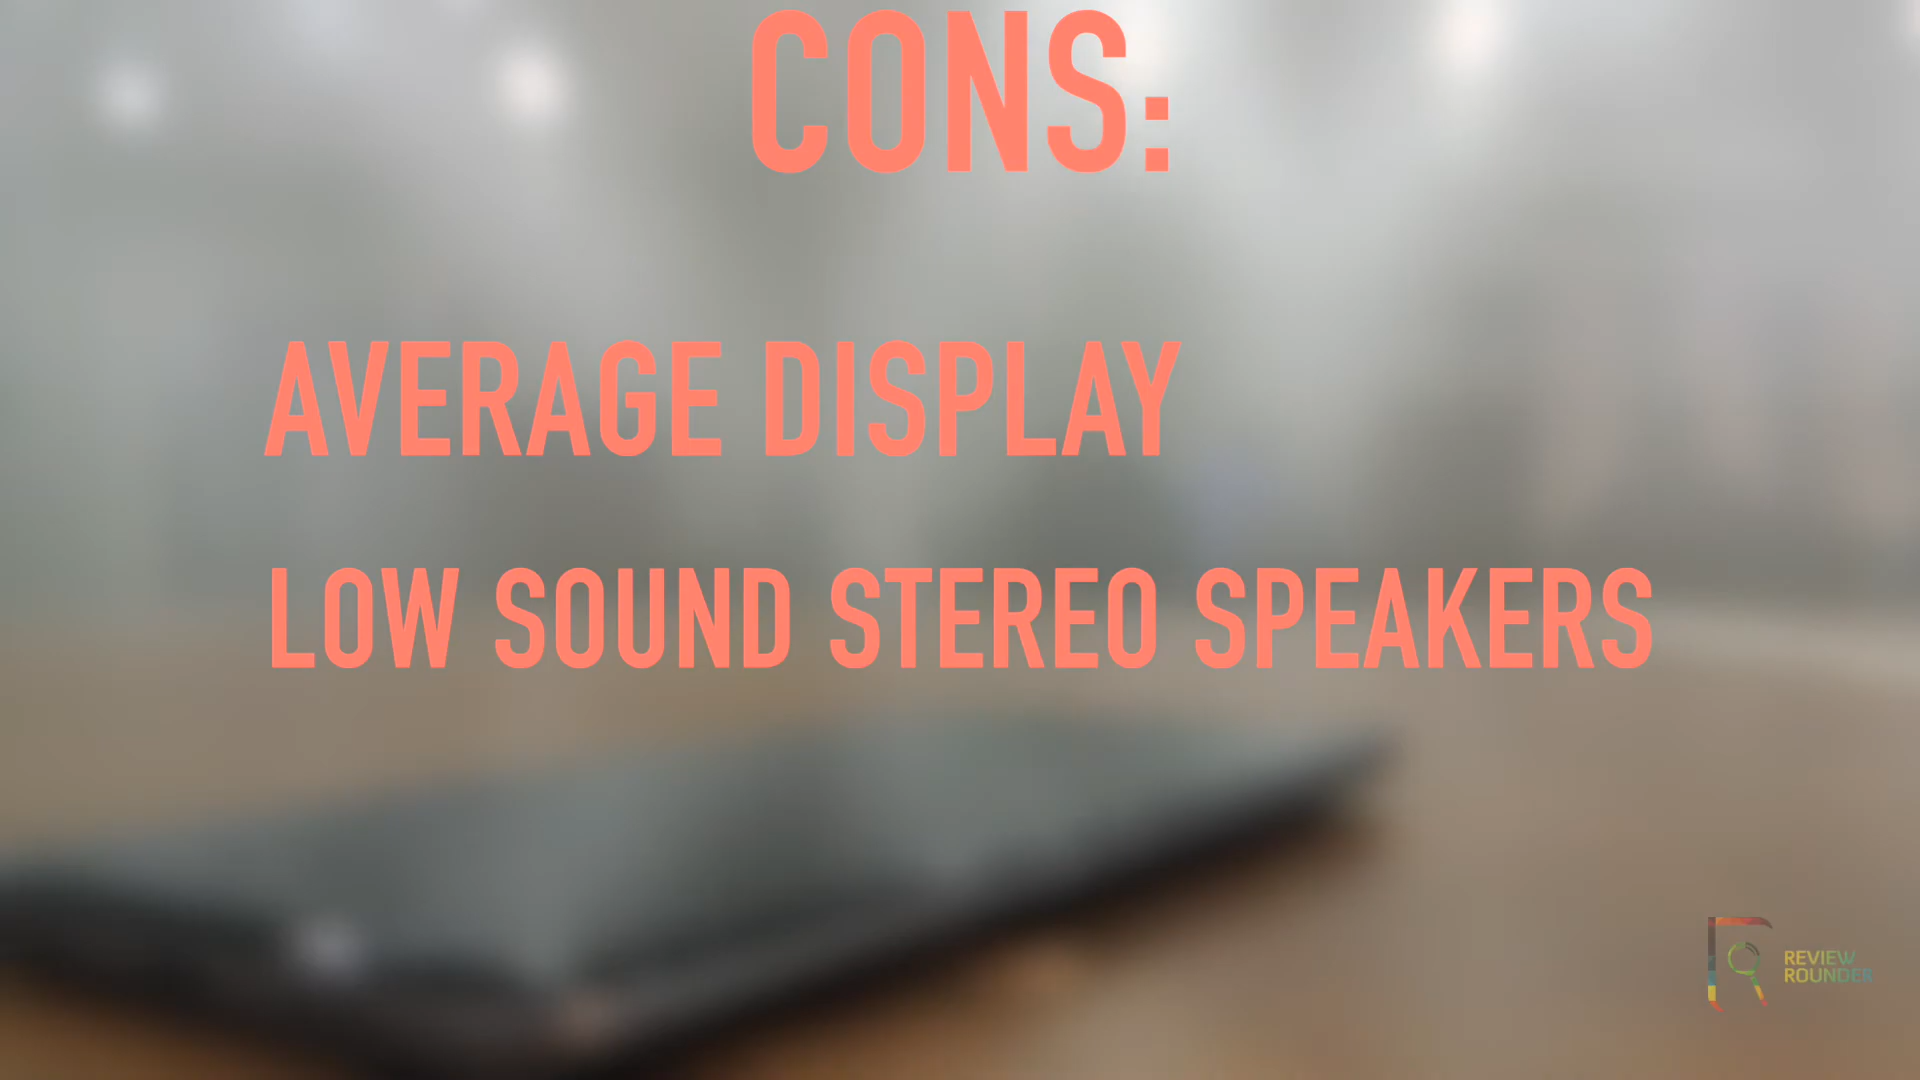 CONS:
AVERAGE DISPLAY
LOW SOUND STEREO SPEAKERS
REVIEW
ROUNDER